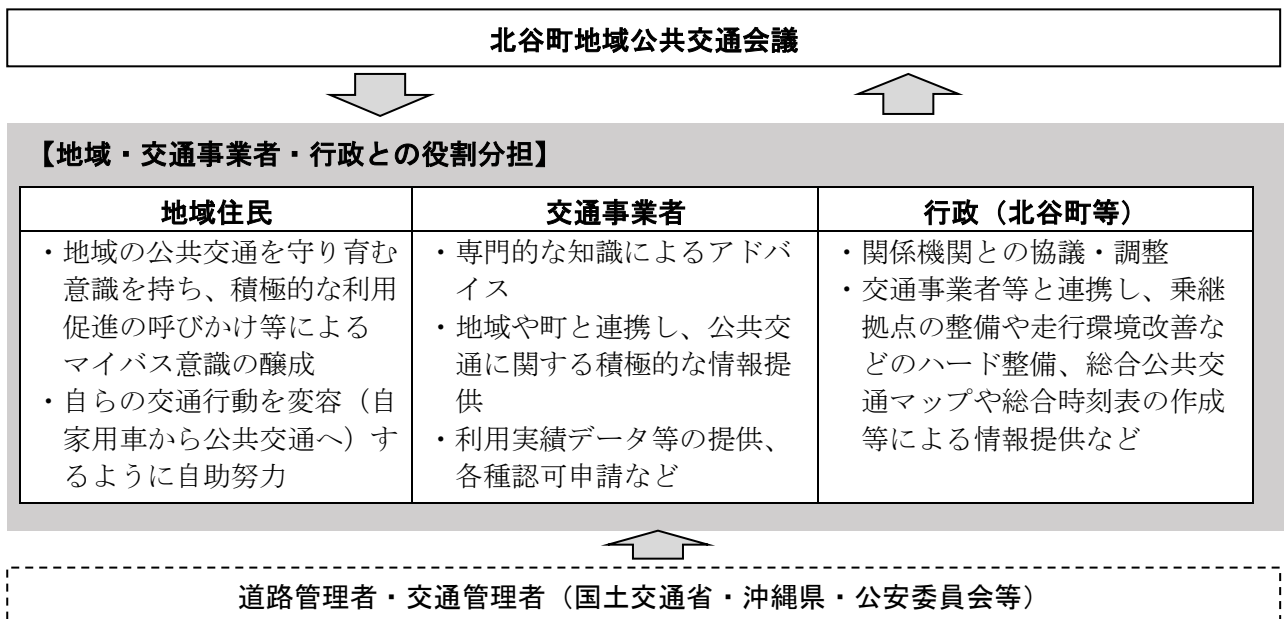 北谷町地域公共交通会議
【地域・交通事業者・行政との役割分担】
地域住民
・地域の公共交通を守り育む
意識を持ち、積極的な利用
促進の呼びかけ等による
マイバス意識の醸成
・自らの交通行動を変容（自
家用車から公共交通へ）す
るように自助努力
交通事業者
・専門的な知識によるアドバ
イス
・地域や町と連携し、公共交
通に関する積極的な情報提
供
・利用実績データ等の提供、
各種認可申請など
行政（北谷町等）
・関係機関との協議・調整
・交通事業者等と連携し、乗継
拠点の整備や走行環境改善な
どのハード整備、総合公共交
通マップや総合時刻表の作成
等による情報提供など
道路管理者・交通管理者（国土交通省・沖縄県・公安委員会等）